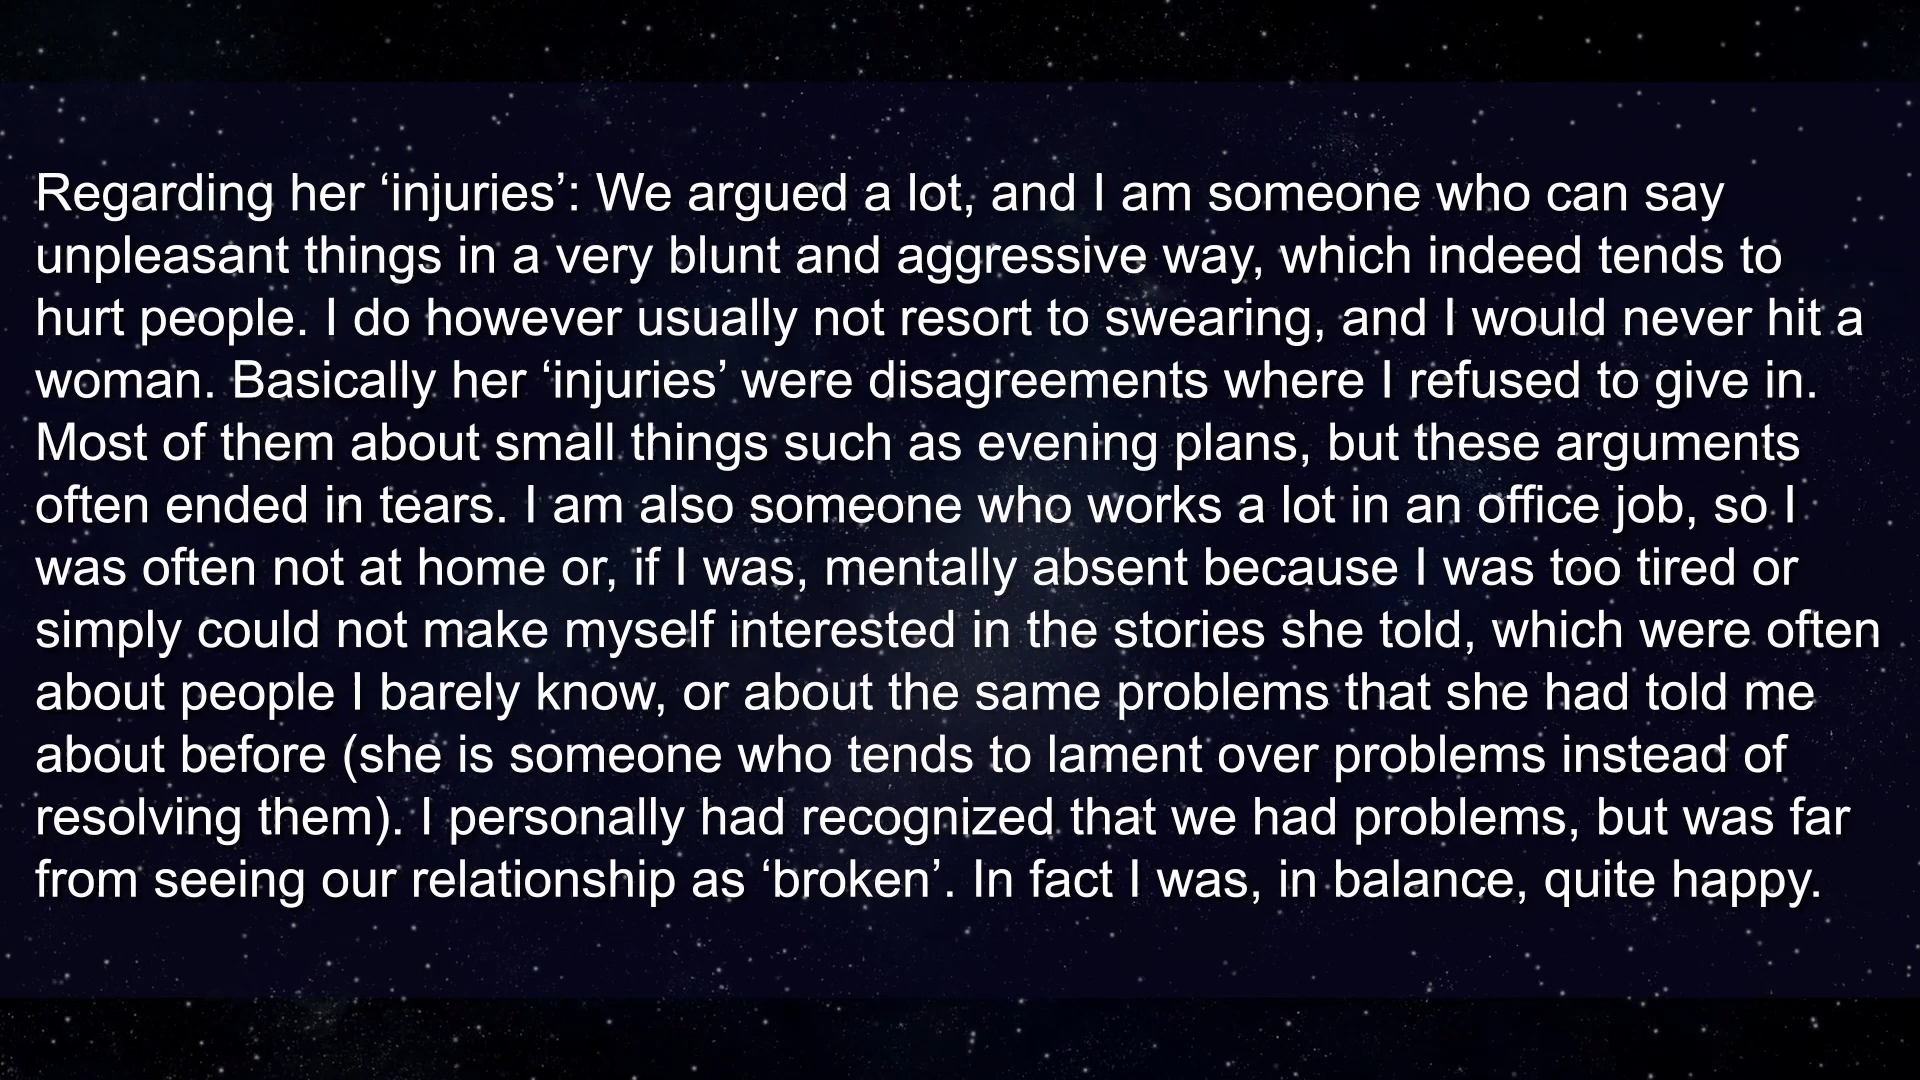 Regarding her ‘injuries’: We argued a lot, and I am someone who can say
unpleasant things in a very blunt and aggressive way, which indeed tends to
hurt people. I do however usually not resort to swearing, and I would never hit a
woman. Basically her ‘injuries’ were disagreements where I refused to give in.
Most of them about small things such as evening plans, but these arguments
often ended in tears. I am also someone who works a lot in an office job, so I
was often not at home or, if I was, mentally absent because I was too tired or
simply could not make myself interested in the stories she told, which were often
about people I barely know, or about the same problems that she had told me
about before (she is someone who tends to lament over problems instead of
resolving them). I personally had recognized that we had problems, but was far
from seeing our relationship as ‘broken’. In fact I was, in balance, quite happy.